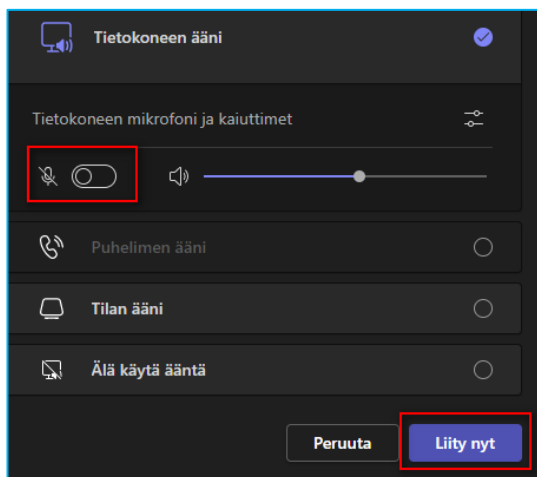 Tietokoneen ääni
Tietokoneen mikrofoni ja kaiuttimet
Puhelimen ääni
Tilan ääni
Älä käytä ääntä
Peruuta
Liity nyt